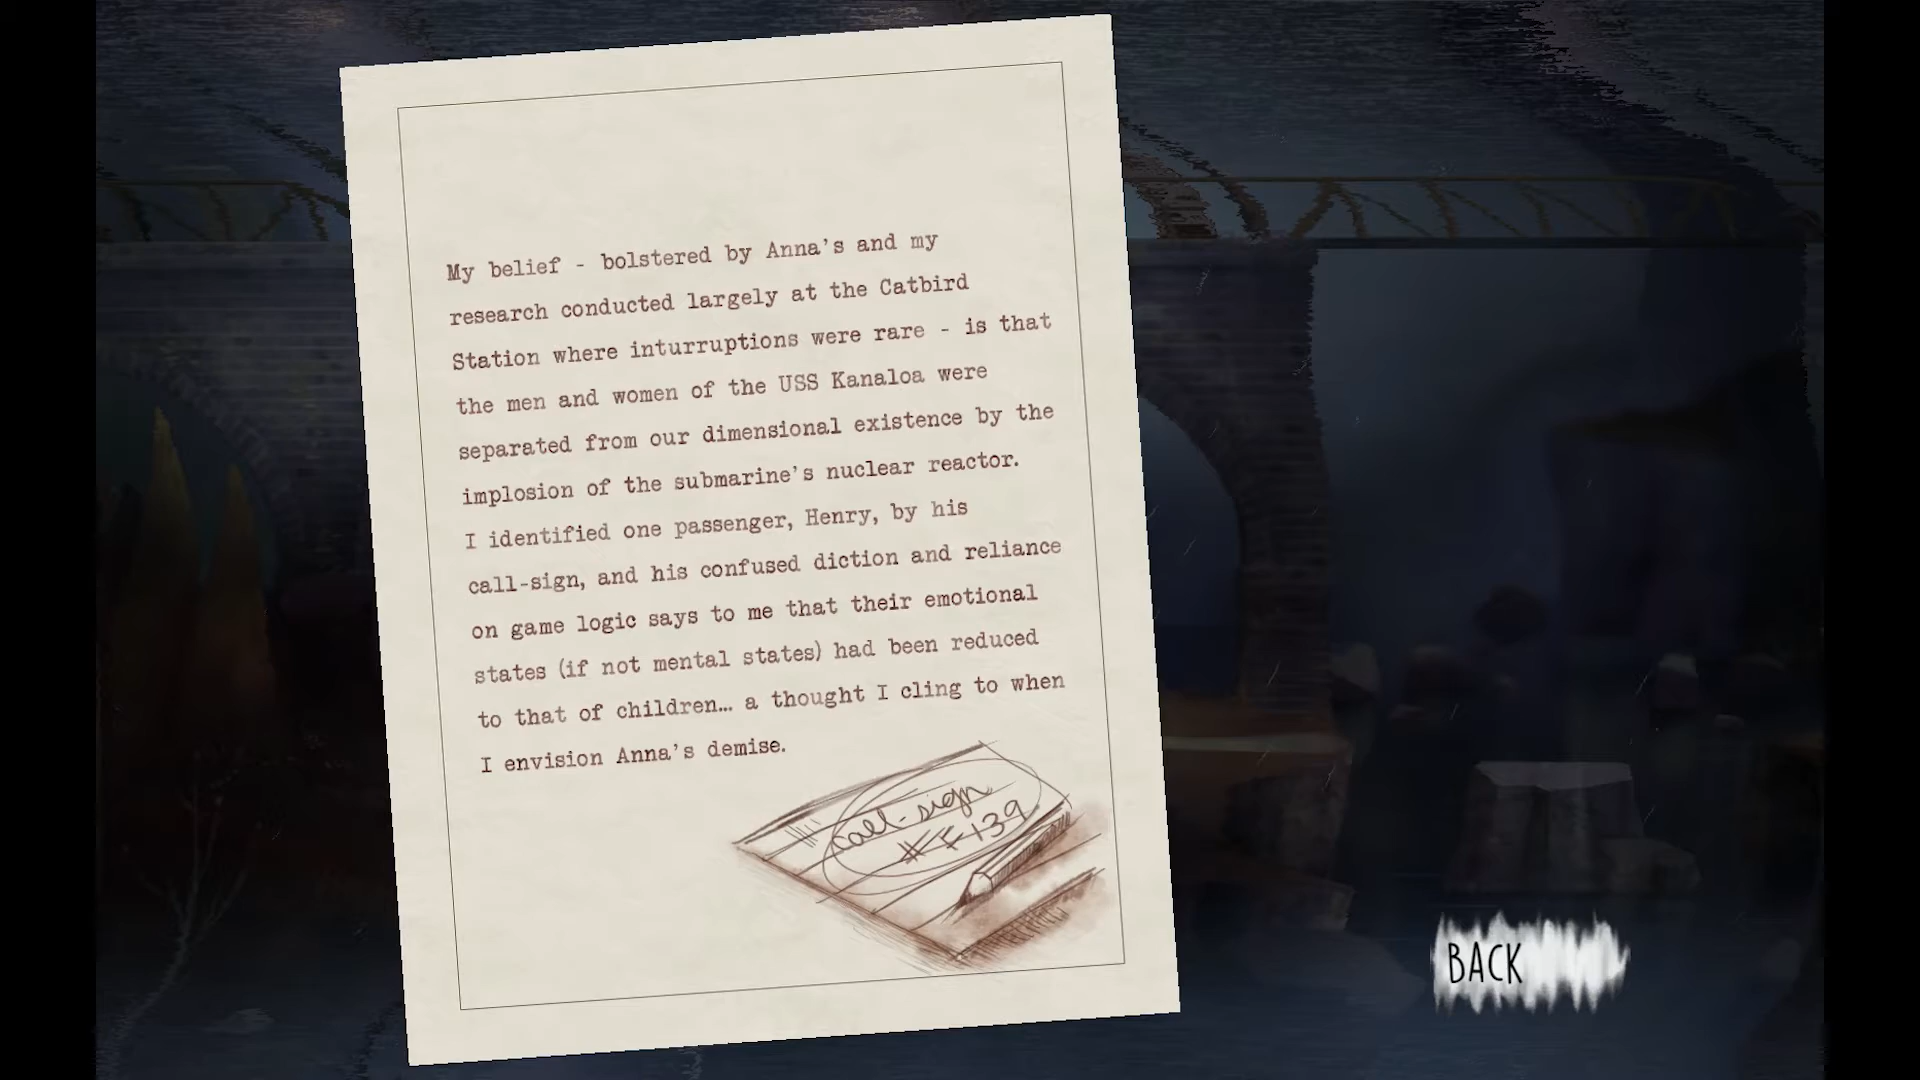 My belief - bolstered by Anna's and my
research conducted largely at the Catbird
Station where inturruptions were rare - is that
the men and women of the USS Kanaloa were
separated from our dimensional existence by the
implosion of the submarine's nuclear reactor.
I identified one passenger, Henry, by his
call-sign, and his confused diction and reliance
on game logic says to me that their emotional
states (if not mental states) had been reduced
to that of children… a thought I cling to when
I envision Anna's demise.
call-sign
139
BACK